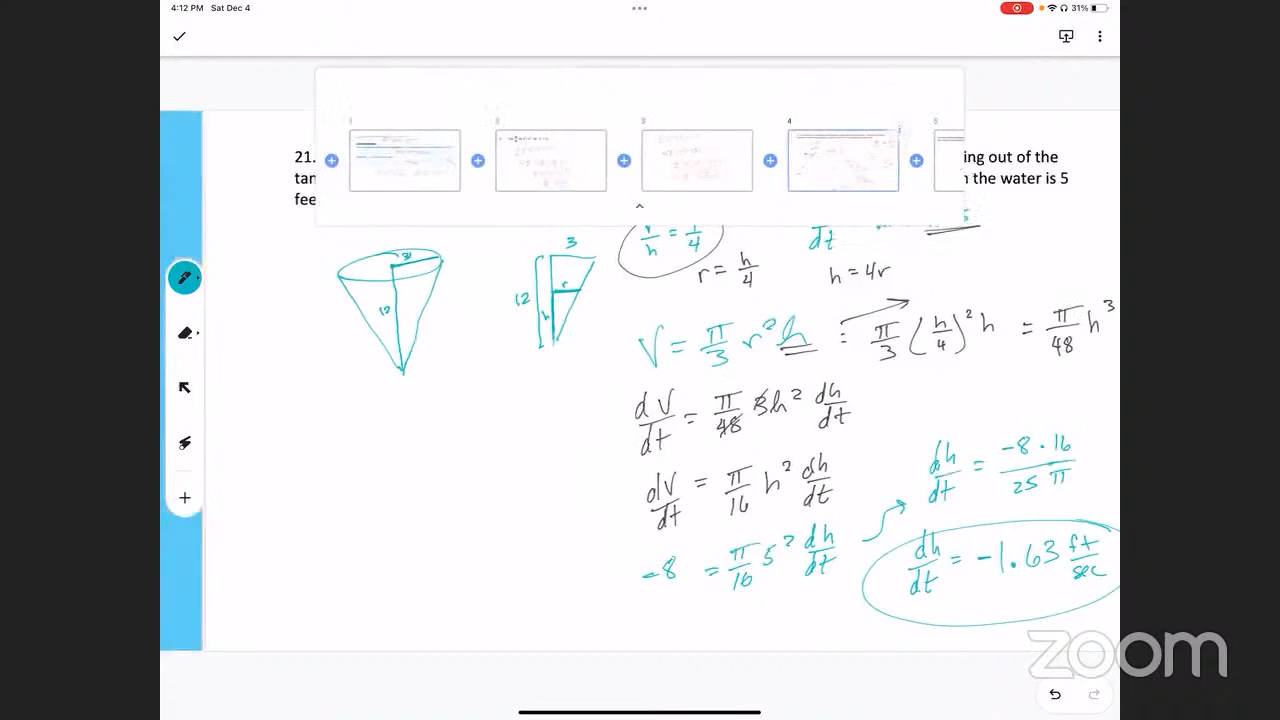 4:12 PM Sat Dec 4
31%
1 2 3 4 5
21.
ing out of the
tan
n the water is 5
fee
r/h = 1/4
dt
r = h/4
h = 4r
3
12
3
12
r
h
V = π/3 r²h = π/3 (h/4)² h = π/48 h³
dV/dt = π/48 3h² dh/dt
dV/dt = π/16 h² dh/dt
dh/dt = -8 · 16 / 25 π
-8 = π/16 5² dh/dt
dh/dt = -1.63 ft/sec
zoom